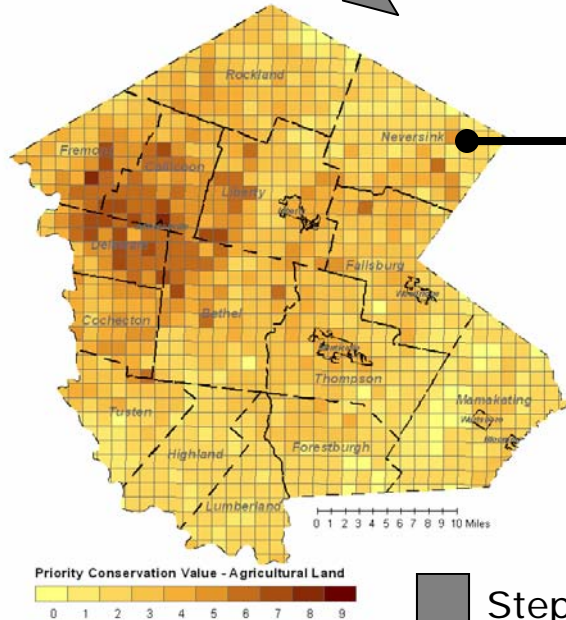 Rockland
Neversink
Fremont
Callicoon
Liberty
Delaware
Fallsburg
Cochecton
Bethel
Thompson
Mamakating
Tusten
Highland
Forestburgh
Lumberland
0 1 2 3 4 5 6 7 8 9 10 Miles
Priority Conservation Value - Agricultural Land
0 1 2 3 4 5 6 7 8 9
Step